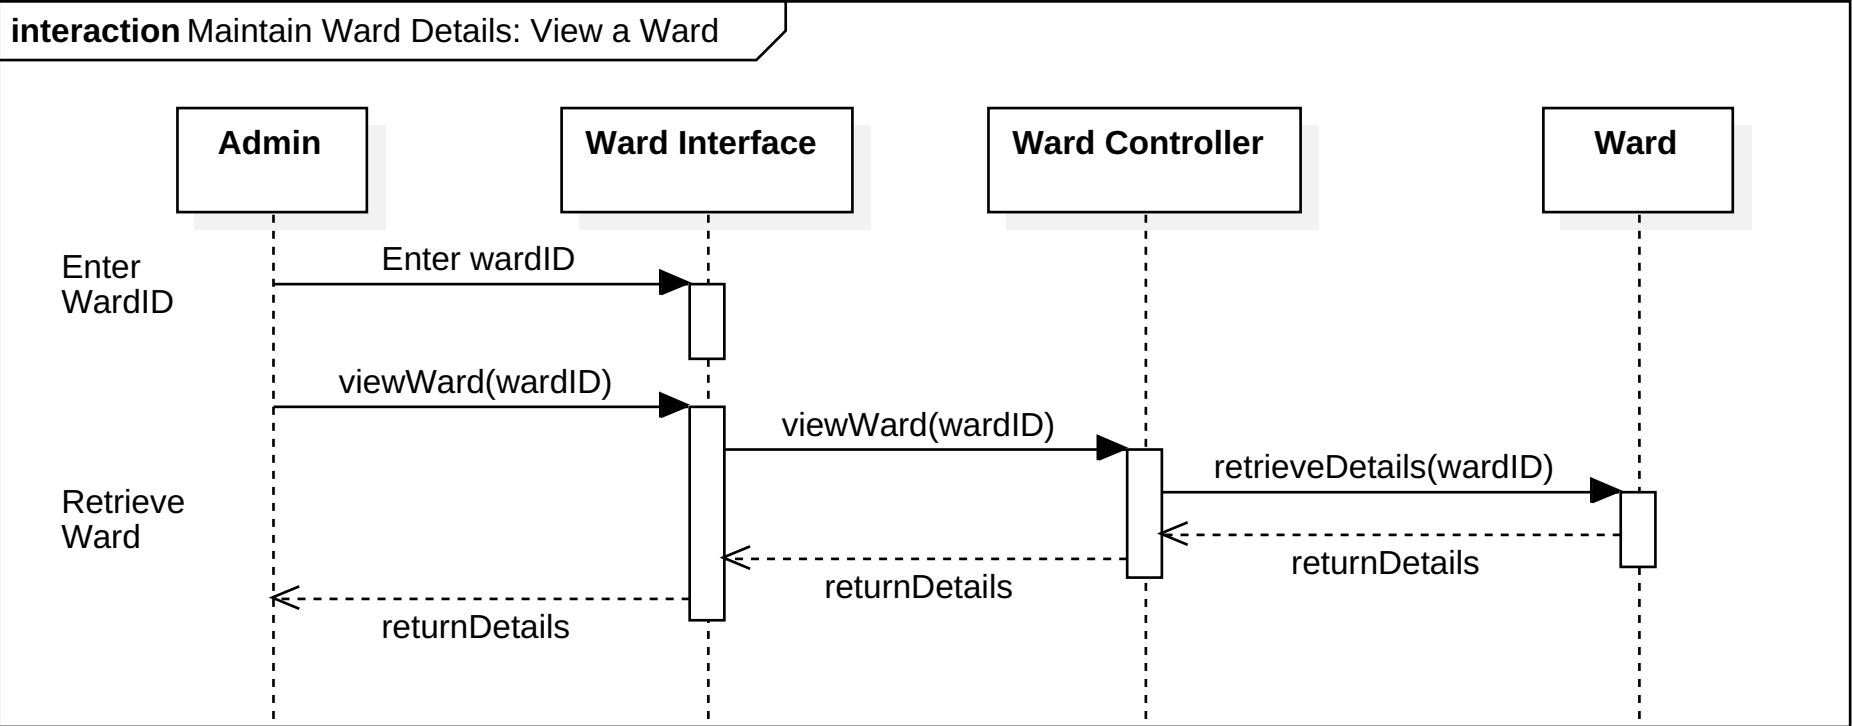 interaction Maintain Ward Details: View a Ward
Admin
Ward Interface
Ward Controller
Ward
Enter
WardID
Enter wardID
viewWard(wardID)
viewWard(wardID)
retrieveDetails(wardID)
Retrieve
Ward
returnDetails
returnDetails
returnDetails